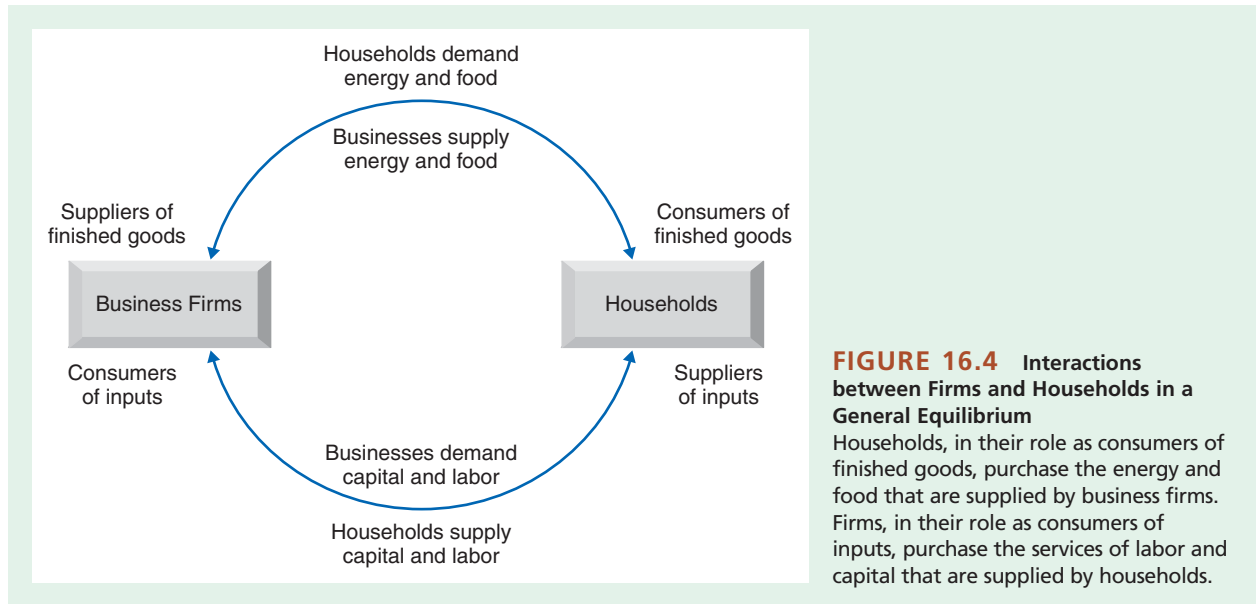 Households demand
energy and food
Businesses supply
energy and food
Suppliers of
finished goods
Consumers of
finished goods
Business Firms
Households
Consumers
of inputs
Suppliers
of inputs
Businesses demand
capital and labor
Households supply
capital and labor
FIGURE 16.4 Interactions
between Firms and Households in a
General Equilibrium
Households, in their role as consumers of
finished goods, purchase the energy and
food that are supplied by business firms.
Firms, in their role as consumers of
inputs, purchase the services of labor and
capital that are supplied by households.